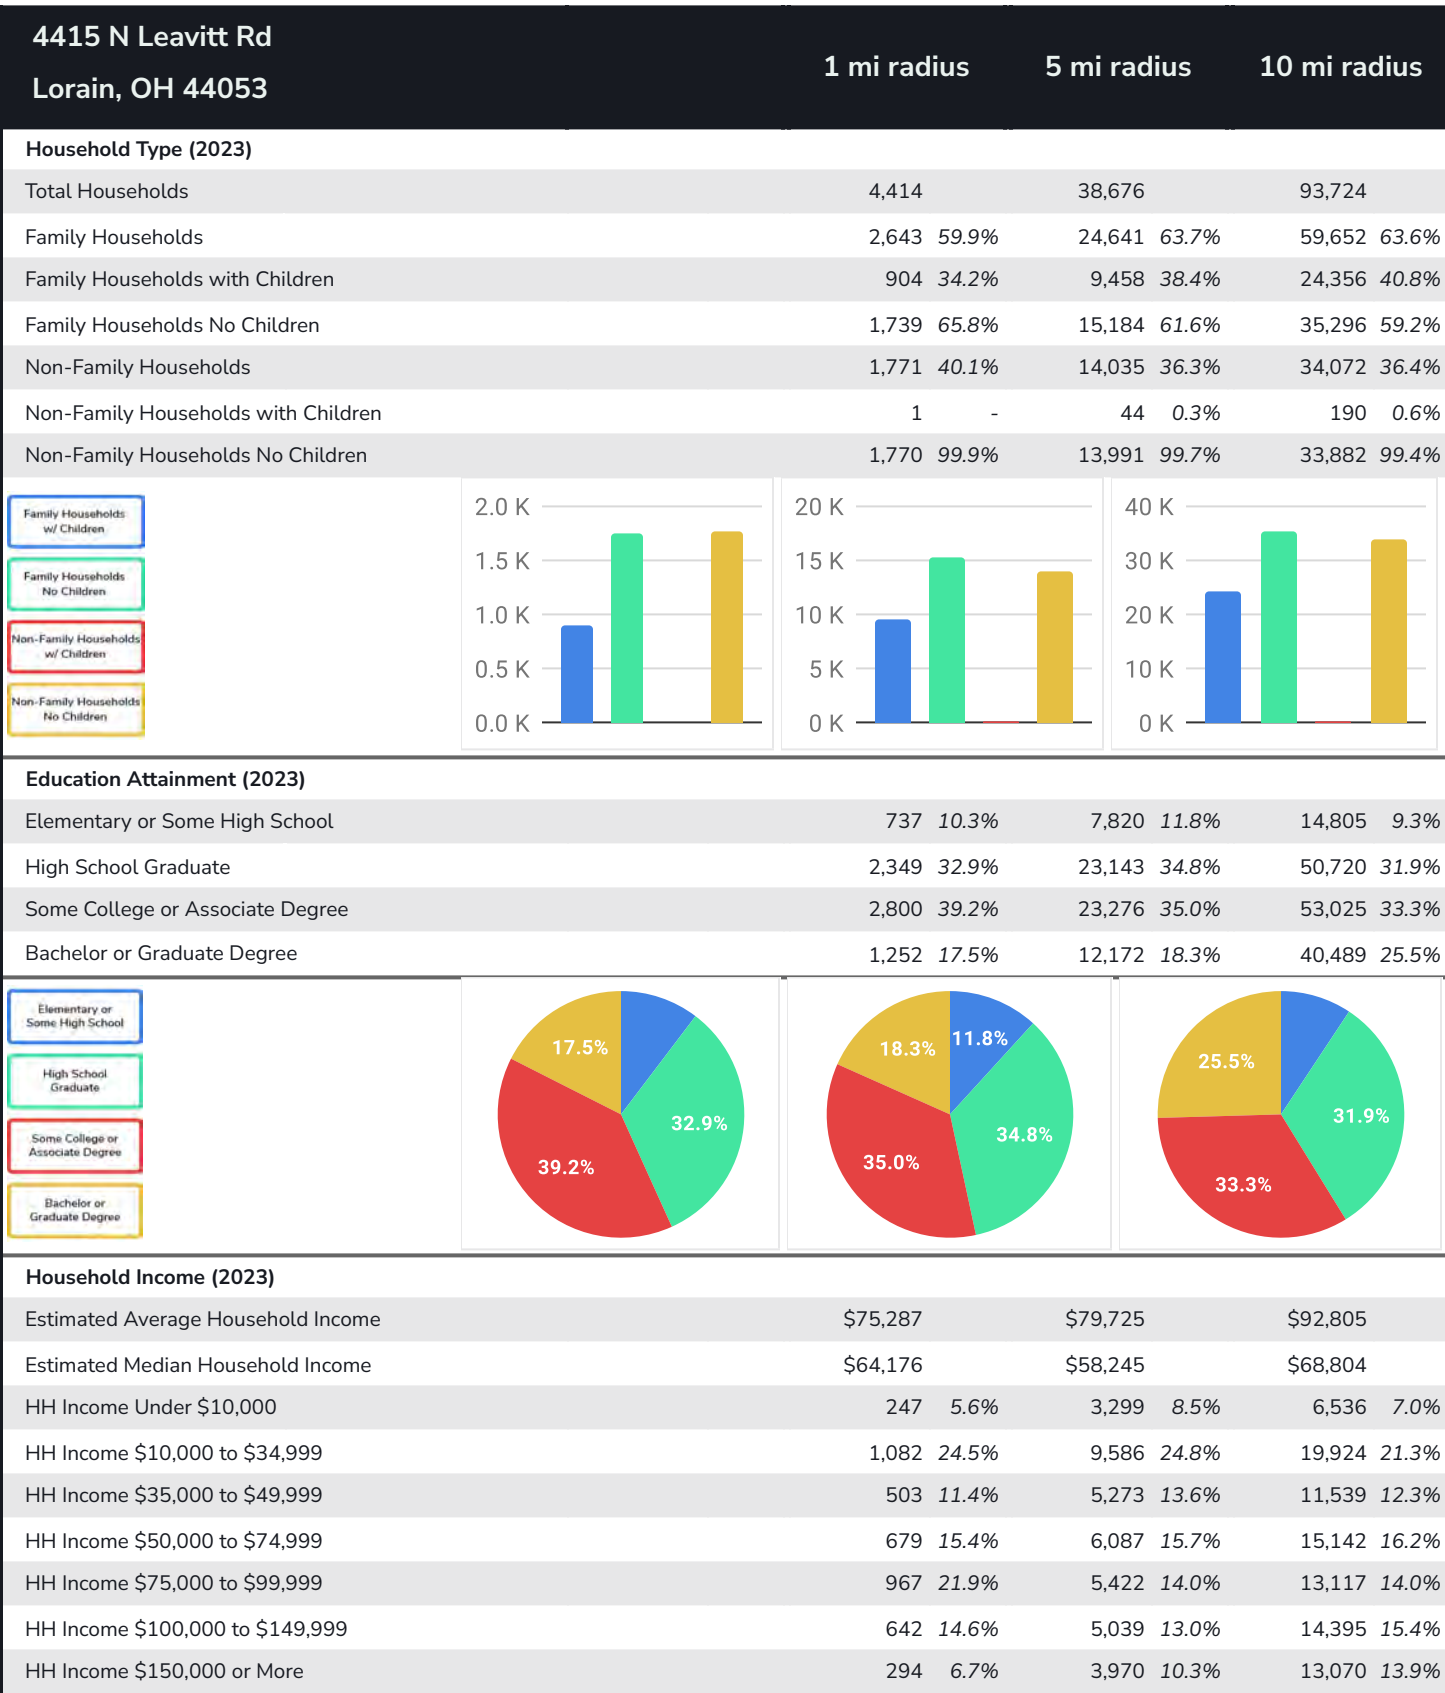 4415 N Leavitt Rd
Lorain, OH 44053
1 mi radius 5 mi radius 10 mi radius
Household Type (2023)
Total Households 4,414 38,676 93,724
Family Households 2,643 59.9% 24,641 63.7% 59,652 63.6%
Family Households with Children 904 34.2% 9,458 38.4% 24,356 40.8%
Family Households No Children 1,739 65.8% 15,184 61.6% 35,296 59.2%
Non-Family Households 1,771 40.1% 14,035 36.3% 34,072 36.4%
Non-Family Households with Children 1 - 44 0.3% 190 0.6%
Non-Family Households No Children 1,770 99.9% 13,991 99.7% 33,882 99.4%
Family Households
w/ Children
Family Households
No Children
Non-Family Households
w/ Children
Non-Family Households
No Children
2.0 K
1.5 K
1.0 K
0.5 K
0.0 K
20 K
15 K
10 K
5 K
0 K
40 K
30 K
20 K
10 K
0 K
Education Attainment (2023)
Elementary or Some High School 737 10.3% 7,820 11.8% 14,805 9.3%
High School Graduate 2,349 32.9% 23,143 34.8% 50,720 31.9%
Some College or Associate Degree 2,800 39.2% 23,276 35.0% 53,025 33.3%
Bachelor or Graduate Degree 1,252 17.5% 12,172 18.3% 40,489 25.5%
Elementary or
Some High School
High School
Graduate
Some College or
Associate Degree
Bachelor or
Graduate Degree
17.5%
32.9%
39.2%
18.3%
11.8%
34.8%
35.0%
25.5%
31.9%
33.3%
Household Income (2023)
Estimated Average Household Income $75,287 $79,725 $92,805
Estimated Median Household Income $64,176 $58,245 $68,804
HH Income Under $10,000 247 5.6% 3,299 8.5% 6,536 7.0%
HH Income $10,000 to $34,999 1,082 24.5% 9,586 24.8% 19,924 21.3%
HH Income $35,000 to $49,999 503 11.4% 5,273 13.6% 11,539 12.3%
HH Income $50,000 to $74,999 679 15.4% 6,087 15.7% 15,142 16.2%
HH Income $75,000 to $99,999 967 21.9% 5,422 14.0% 13,117 14.0%
HH Income $100,000 to $149,999 642 14.6% 5,039 13.0% 14,395 15.4%
HH Income $150,000 or More 294 6.7% 3,970 10.3% 13,070 13.9%